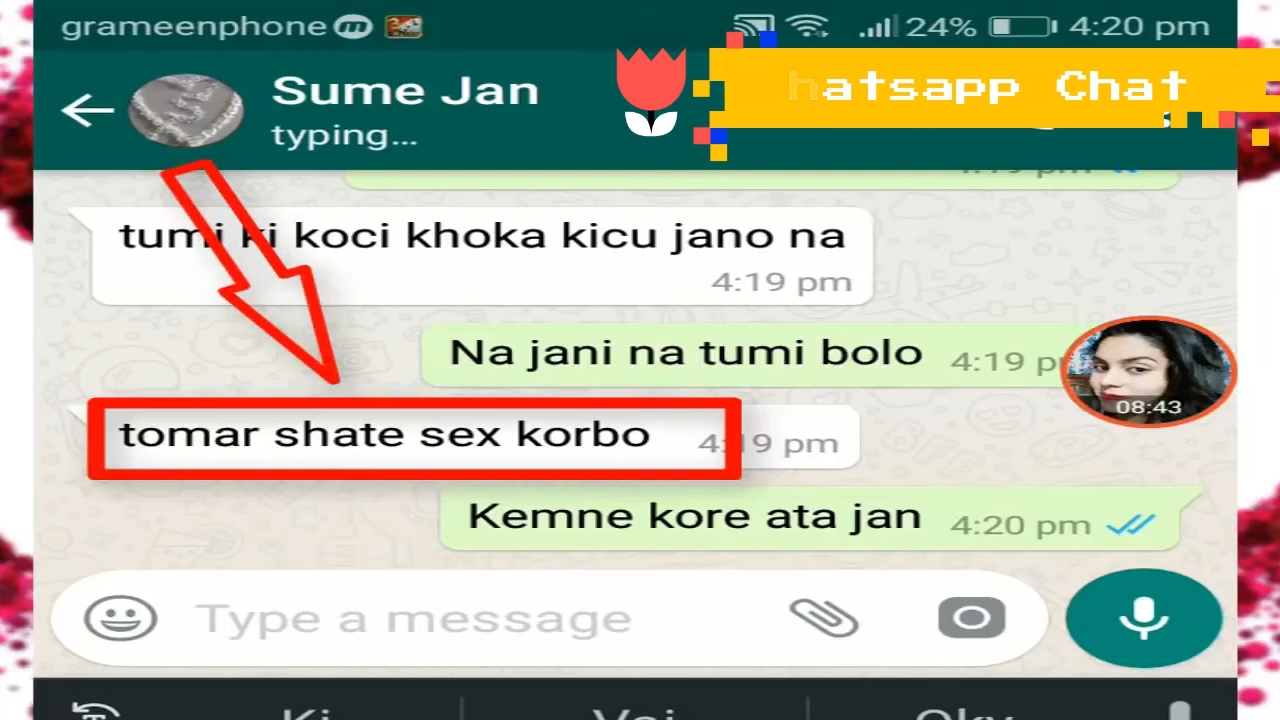 grameenphone 24% 4:20 pm
Sume Jan
typing...
hatsapp Chat
tumi ki koci khoka kicu jano na
4:19 pm
Na jani na tumi bolo 4:19
08:43
tomar shate sex korbo 4:19 pm
Kemne kore ata jan 4:20 pm
Type a message